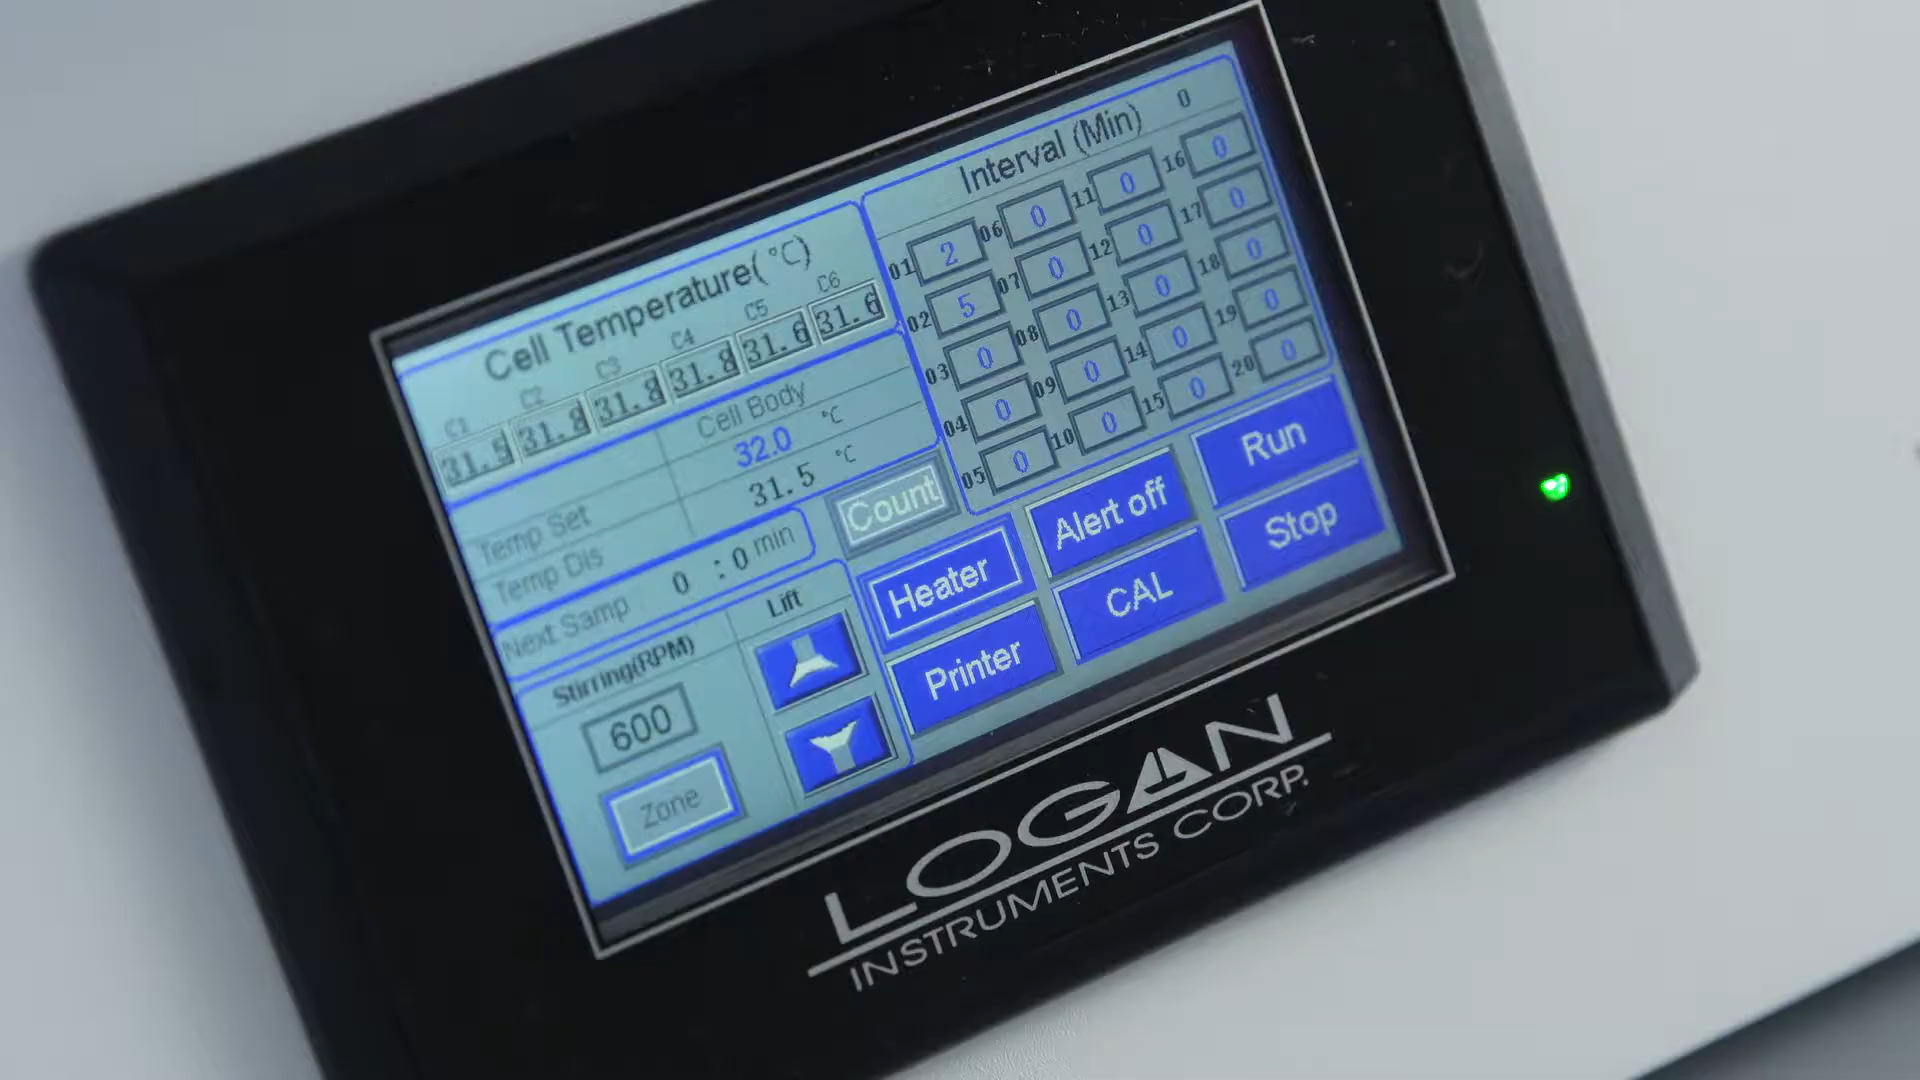 Cell Temperature(°C)
C1 C2 C3 C4 C5 C6
31.5 31.8 31.8 31.8 31.6 31.6
Cell Body
Temp Set 32.0 °C
Temp Dis 31.5 °C
Next Samp 0 :0 min
Count
Stirring(RPM)
600
Zone
Lift
Interval (Min) 0
01 2 06 0 11 0 16 0
02 5 07 0 12 0 17 0
03 0 08 0 13 0 18 0
04 0 09 0 14 0 19 0
05 0 10 0 15 0 20 0
Heater Alert off Run
Printer CAL Stop
LOGAN
INSTRUMENTS CORP.